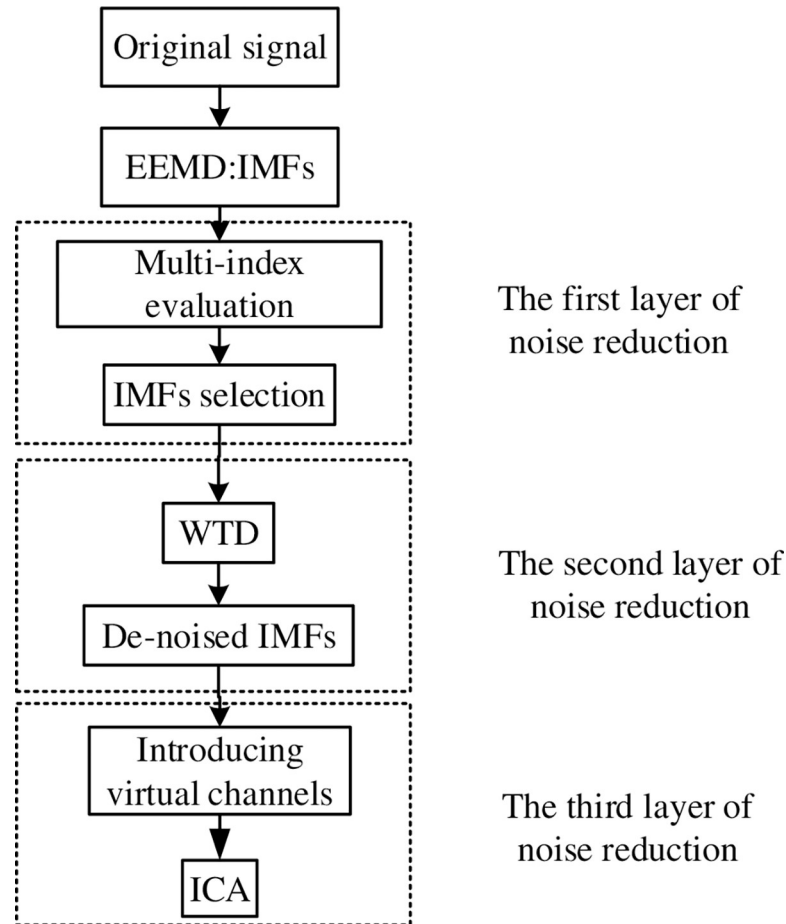 Original signal
EEMD:IMFs
Multi-index
evaluation
The first layer of
noise reduction
IMFs selection
WTD
The second layer of
noise reduction
De-noised IMFs
Introducing
virtual channels
The third layer of
noise reduction
ICA